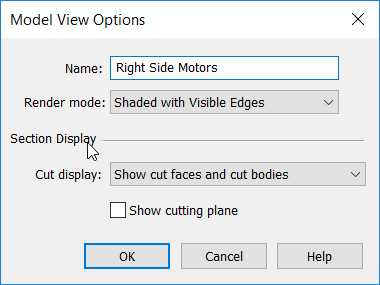 Model View Options
Name: Right Side Motors
Render mode: Shaded with Visible Edges
Section Display
Cut display: Show cut faces and cut bodies
Show cutting plane
OK Cancel Help